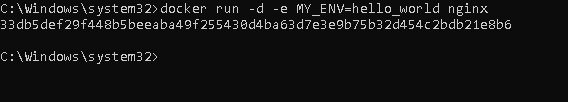 C:\Windows\system32>docker run -d -e MY_ENV=hello_world nginx
33db5def29f448b5beeaba49f255430d4ba63d7e3e9b75b32d454c2bdb21e8b6
C:\Windows\system32>